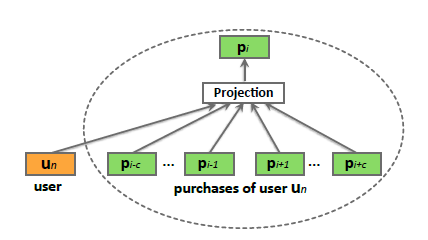 pi
Projection
un pi-c ... pi-1 pi+1 ... pi+c
user purchases of user un